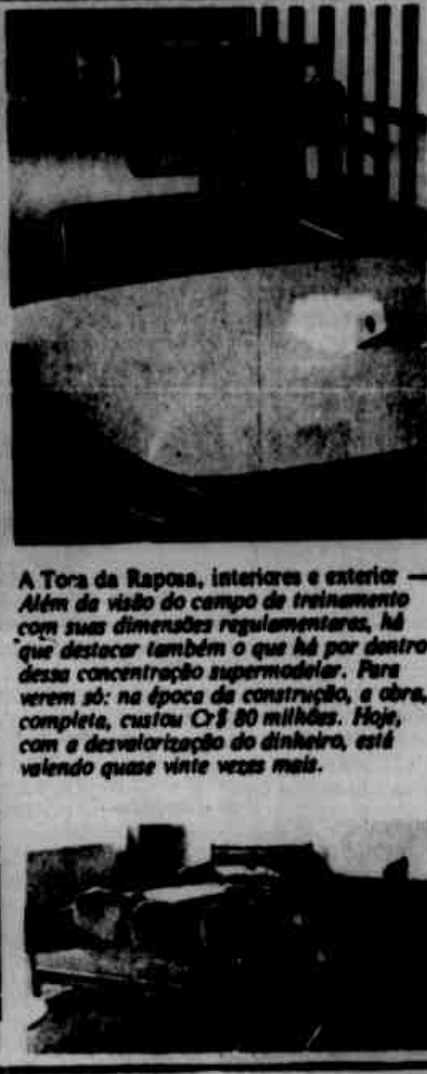 A Toca da Raposa, interiores e exterior —
Além da visão do campo de treinamento
com suas dimensões regulamentares, há
que destacar também o que há por dentro
dessa concentração supermodelar. Para
verem só: na época da construção, a obra,
completa, custou Cr$ 80 milhões. Hoje,
com a desvalorização do dinheiro, está
valendo quase vinte vezes mais.